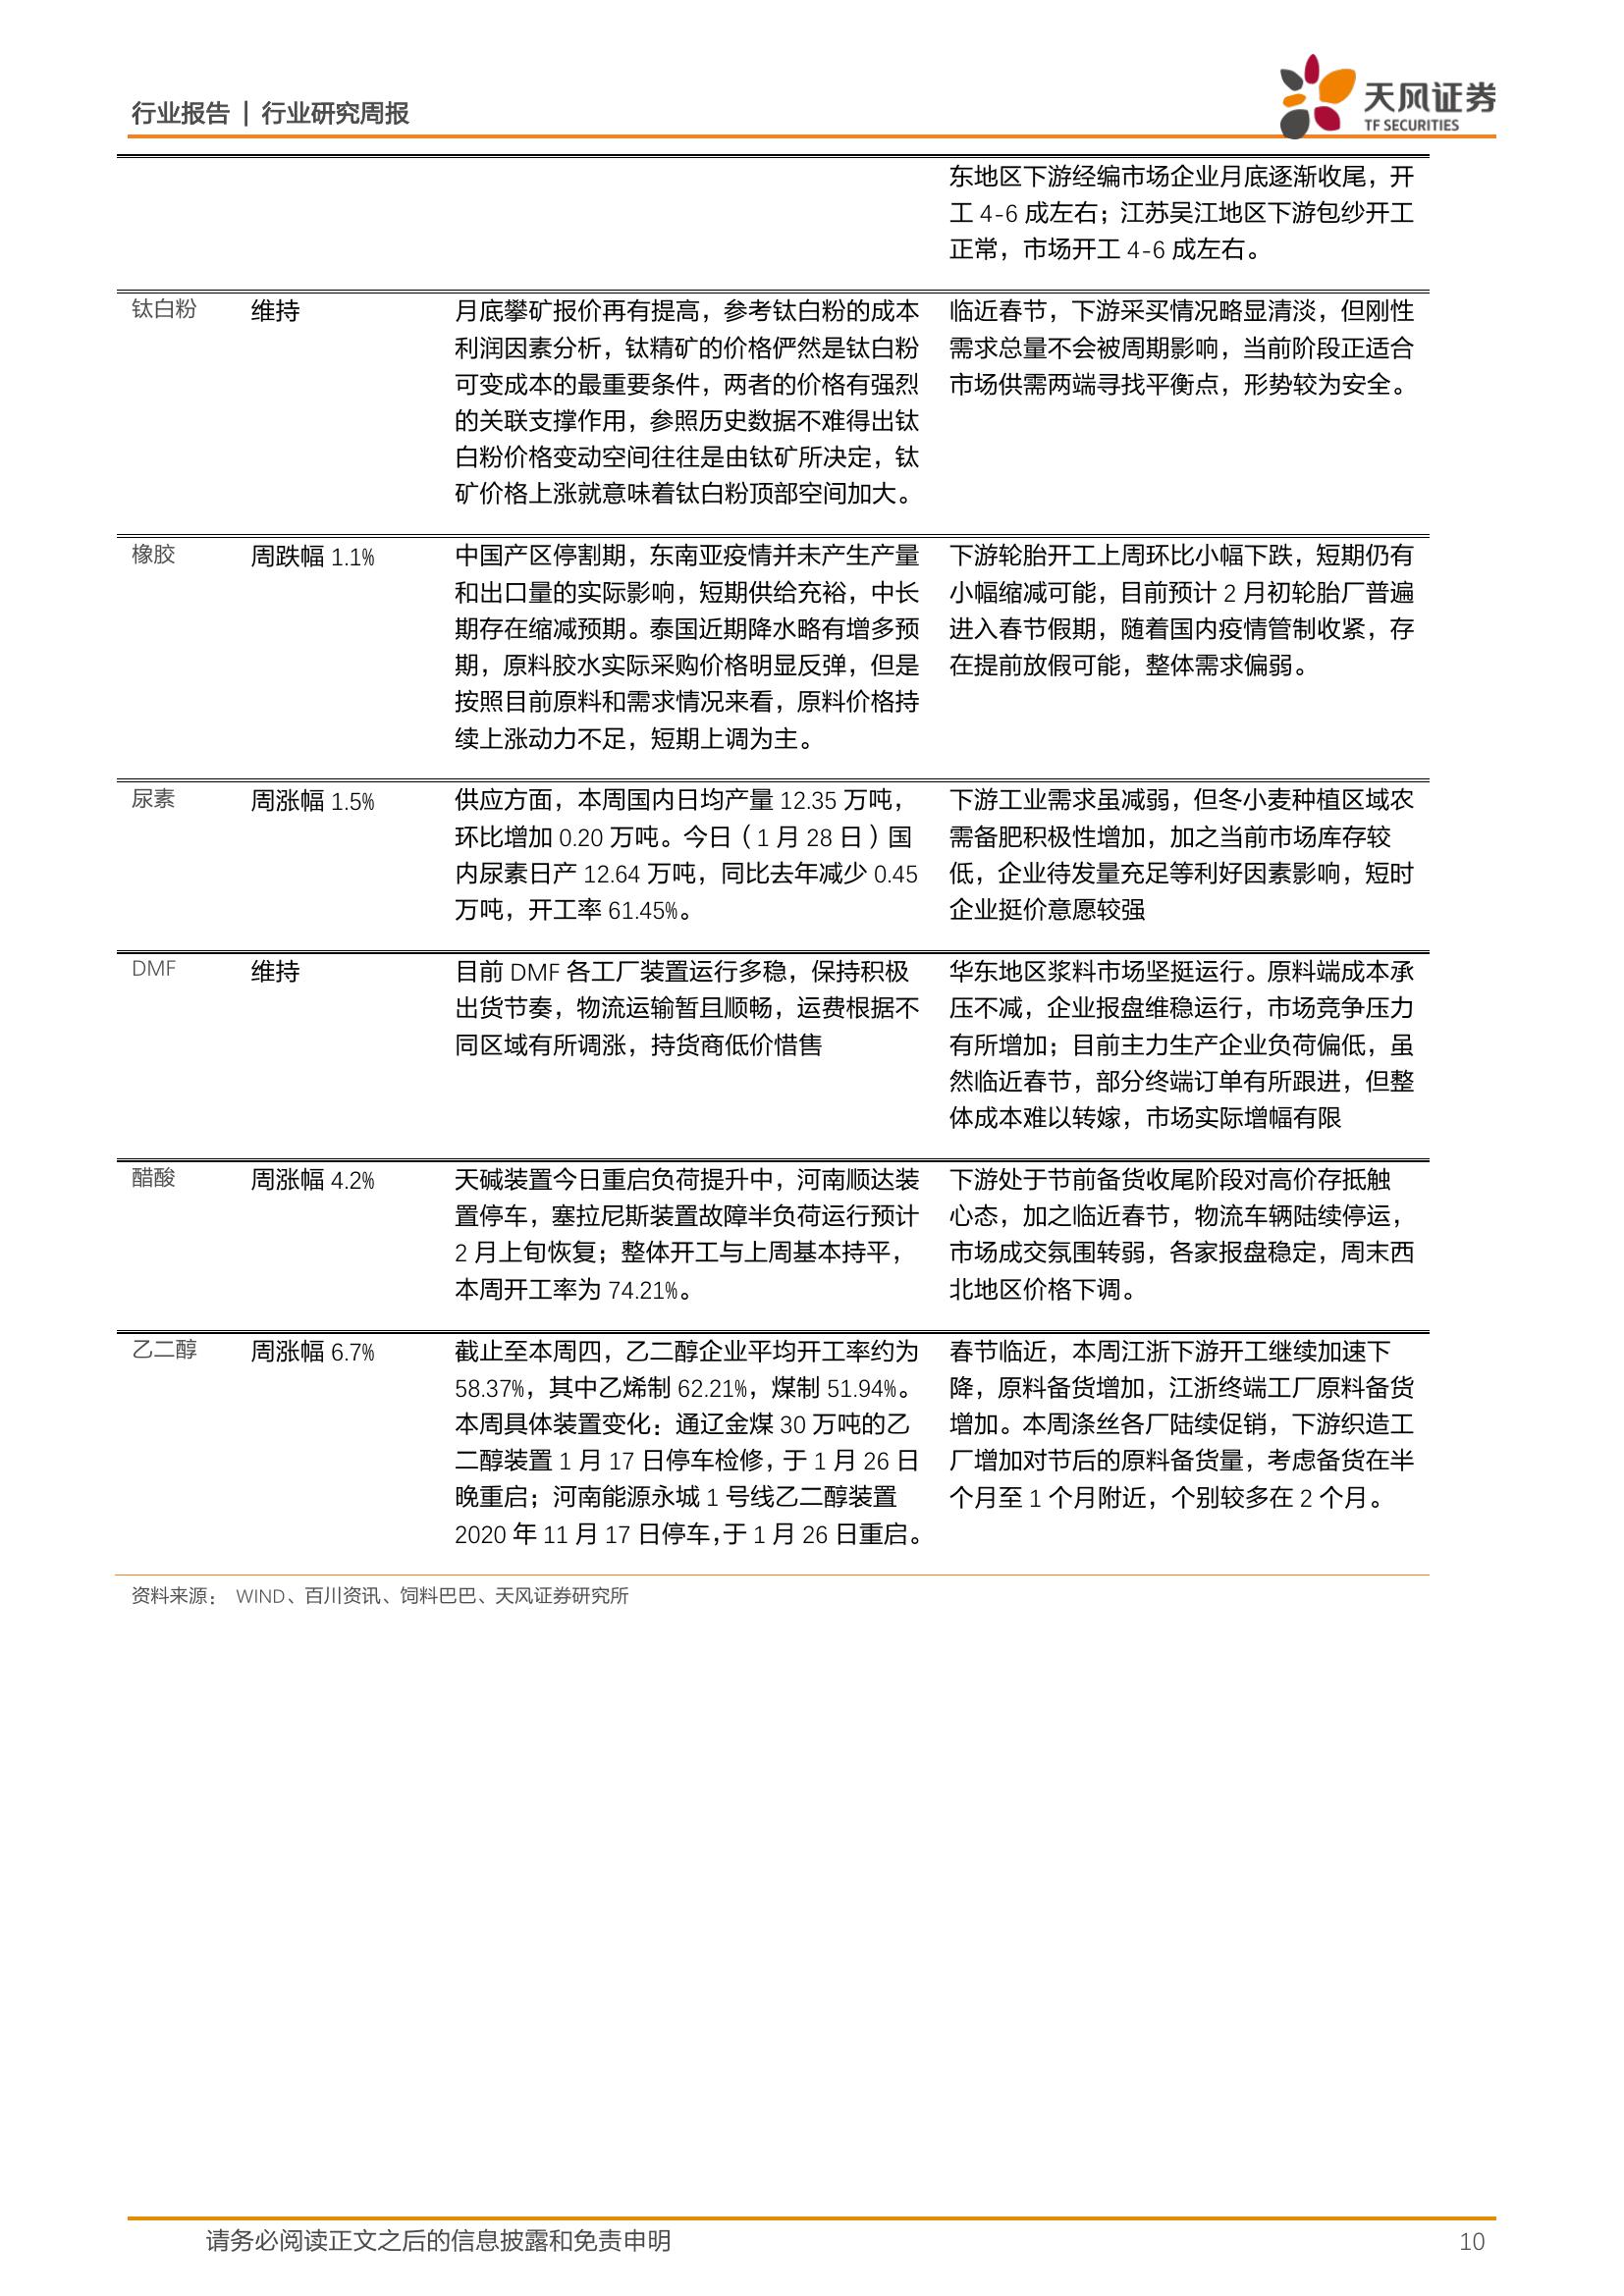 行业报告 | 行业研究周报
天风证券
TF SECURITIES
东地区下游经编市场企业月底逐渐收尾，开
工 4-6 成左右；江苏吴江地区下游包纱开工
正常，市场开工 4-6 成左右。
钛白粉
维持
月底攀矿报价再有提高，参考钛白粉的成本
利润因素分析，钛精矿的价格俨然是钛白粉
可变成本的最重要条件，两者的价格有强烈
的关联支撑作用，参照历史数据不难得出钛
白粉价格变动空间往往是由钛矿所决定，钛
矿价格上涨就意味着钛白粉顶部空间加大。
临近春节，下游采买情况略显清淡，但刚性
需求总量不会被周期影响，当前阶段正适合
市场供需两端寻找平衡点，形势较为安全。
橡胶
周跌幅 1.1%
中国产区停割期，东南亚疫情并未产生产量
和出口量的实际影响，短期供给充裕，中长
期存在缩减预期。泰国近期降水略有增多预
期，原料胶水实际采购价格明显反弹，但是
按照目前原料和需求情况来看，原料价格持
续上涨动力不足，短期上调为主。
下游轮胎开工上周环比小幅下跌，短期仍有
小幅缩减可能，目前预计 2 月初轮胎厂普遍
进入春节假期，随着国内疫情管制收紧，存
在提前放假可能，整体需求偏弱。
尿素
周涨幅 1.5%
供应方面，本周国内日均产量 12.35 万吨，
环比增加 0.20 万吨。今日（1 月 28 日）国
内尿素日产 12.64 万吨，同比去年减少 0.45
万吨，开工率 61.45%。
下游工业需求虽减弱，但冬小麦种植区域农
需备肥积极性增加，加之当前市场库存较
低，企业待发量充足等利好因素影响，短时
企业挺价意愿较强
DMF
维持
目前 DMF 各工厂装置运行多稳，保持积极
出货节奏，物流运输暂且顺畅，运费根据不
同区域有所调涨，持货商低价惜售
华东地区浆料市场坚挺运行。原料端成本承
压不减，企业报盘维稳运行，市场竞争压力
有所增加；目前主力生产企业负荷偏低，虽
然临近春节，部分终端订单有所跟进，但整
体成本难以转嫁，市场实际增幅有限
醋酸
周涨幅 4.2%
天碱装置今日重启负荷提升中，河南顺达装
置停车，塞拉尼斯装置故障半负荷运行预计
2 月上旬恢复；整体开工与上周基本持平，
本周开工率为 74.21%。
下游处于节前备货收尾阶段对高价存抵触
心态，加之临近春节，物流车辆陆续停运，
市场成交氛围转弱，各家报盘稳定，周末西
北地区价格下调。
乙二醇
周涨幅 6.7%
截止至本周四，乙二醇企业平均开工率约为
58.37%，其中乙烯制 62.21%，煤制 51.94%。
本周具体装置变化：通辽金煤 30 万吨的乙
二醇装置 1 月 17 日停车检修，于 1 月 26 日
晚重启；河南能源永城 1 号线乙二醇装置
2020 年 11 月 17 日停车，于 1 月 26 日重启。
春节临近，本周江浙下游开工继续加速下
降，原料备货增加，江浙终端工厂原料备货
增加。本周涤丝各厂陆续促销，下游织造工
厂增加对节后的原料备货量，考虑备货在半
个月至 1 个月附近，个别较多在 2 个月。
资料来源： WIND、百川资讯、饲料巴巴、天风证券研究所
请务必阅读正文之后的信息披露和免责申明
10